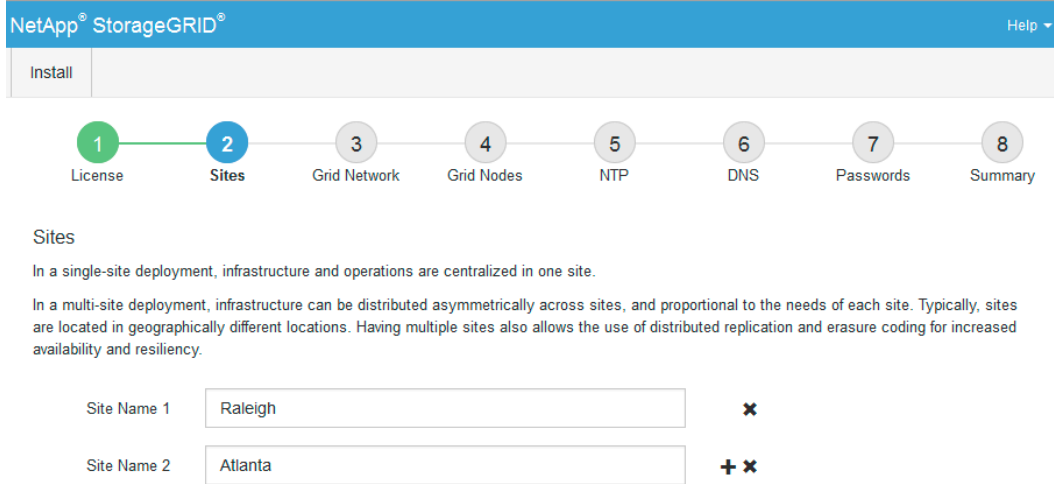 NetApp® StorageGRID®
Help
Install
1 2 3 4 5 6 7 8
License Sites Grid Network Grid Nodes NTP DNS Passwords Summary
Sites
In a single-site deployment, infrastructure and operations are centralized in one site.
In a multi-site deployment, infrastructure can be distributed asymmetrically across sites, and proportional to the needs of each site. Typically, sites
are located in geographically different locations. Having multiple sites also allows the use of distributed replication and erasure coding for increased
availability and resiliency.
Site Name 1 Raleigh
Site Name 2 Atlanta